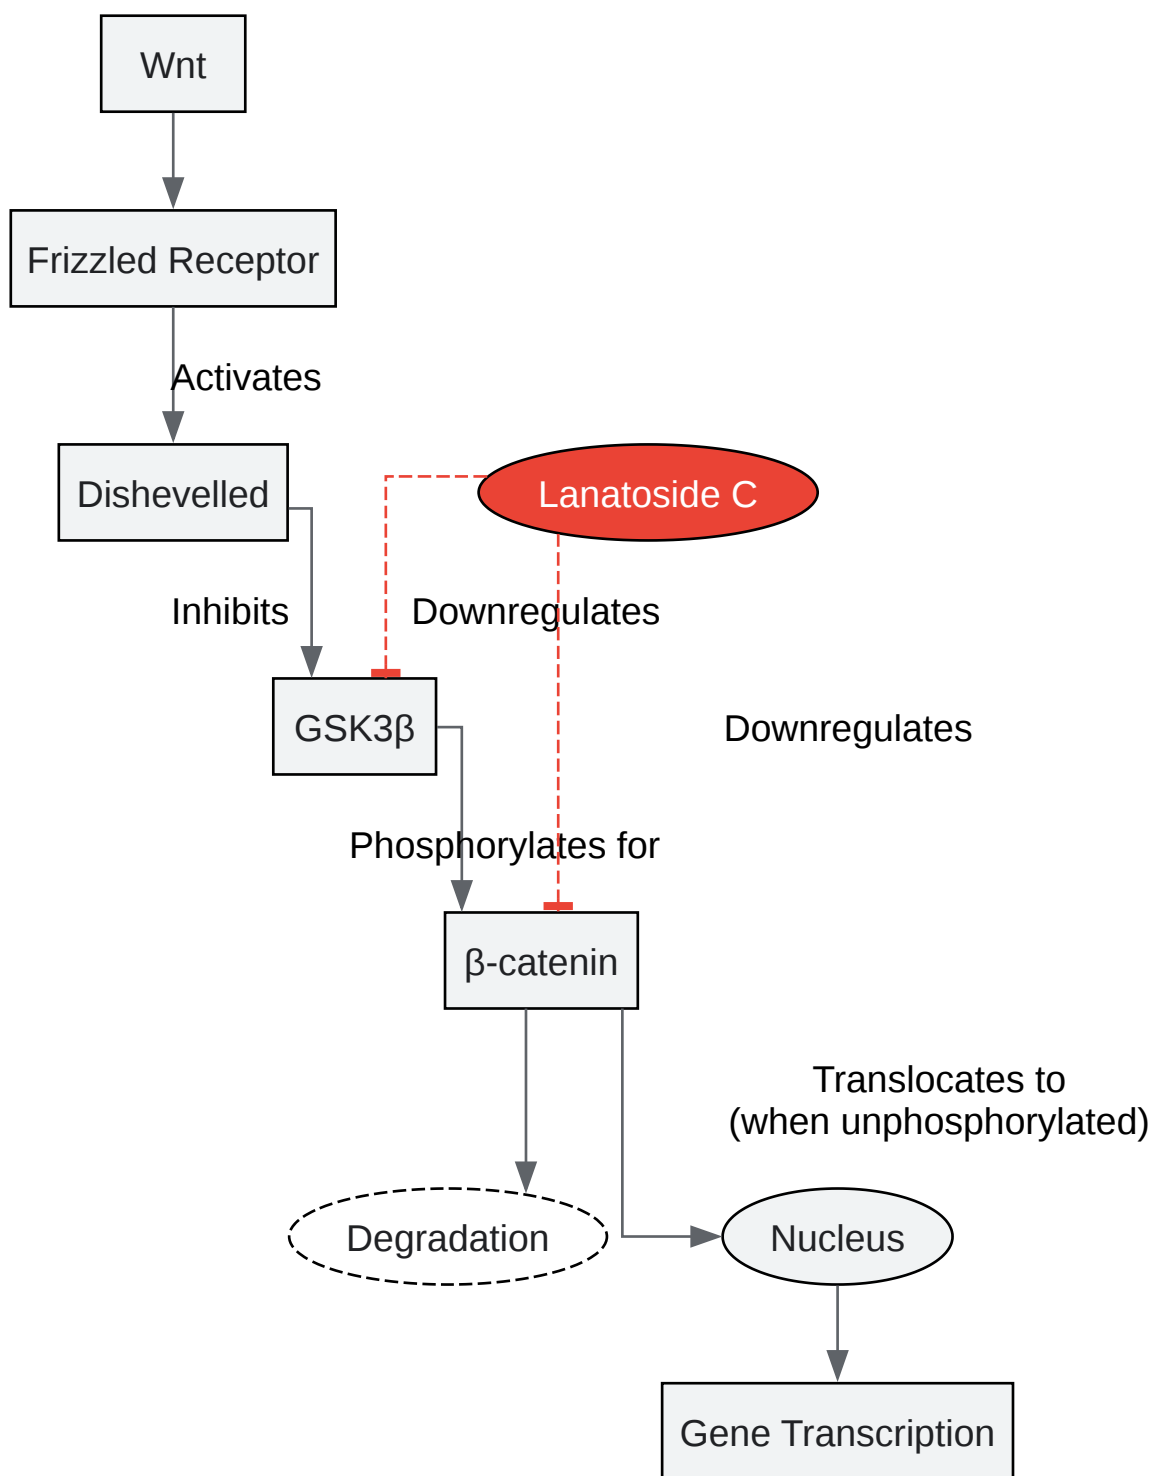 Wnt
Frizzled Receptor
Activates
Dishevelled
Lanatoside C
Inhibits
Downregulates
GSK3β
Downregulates
Phosphorylates for
β-catenin
Translocates to
(when unphosphorylated)
Degradation
Nucleus
Gene Transcription